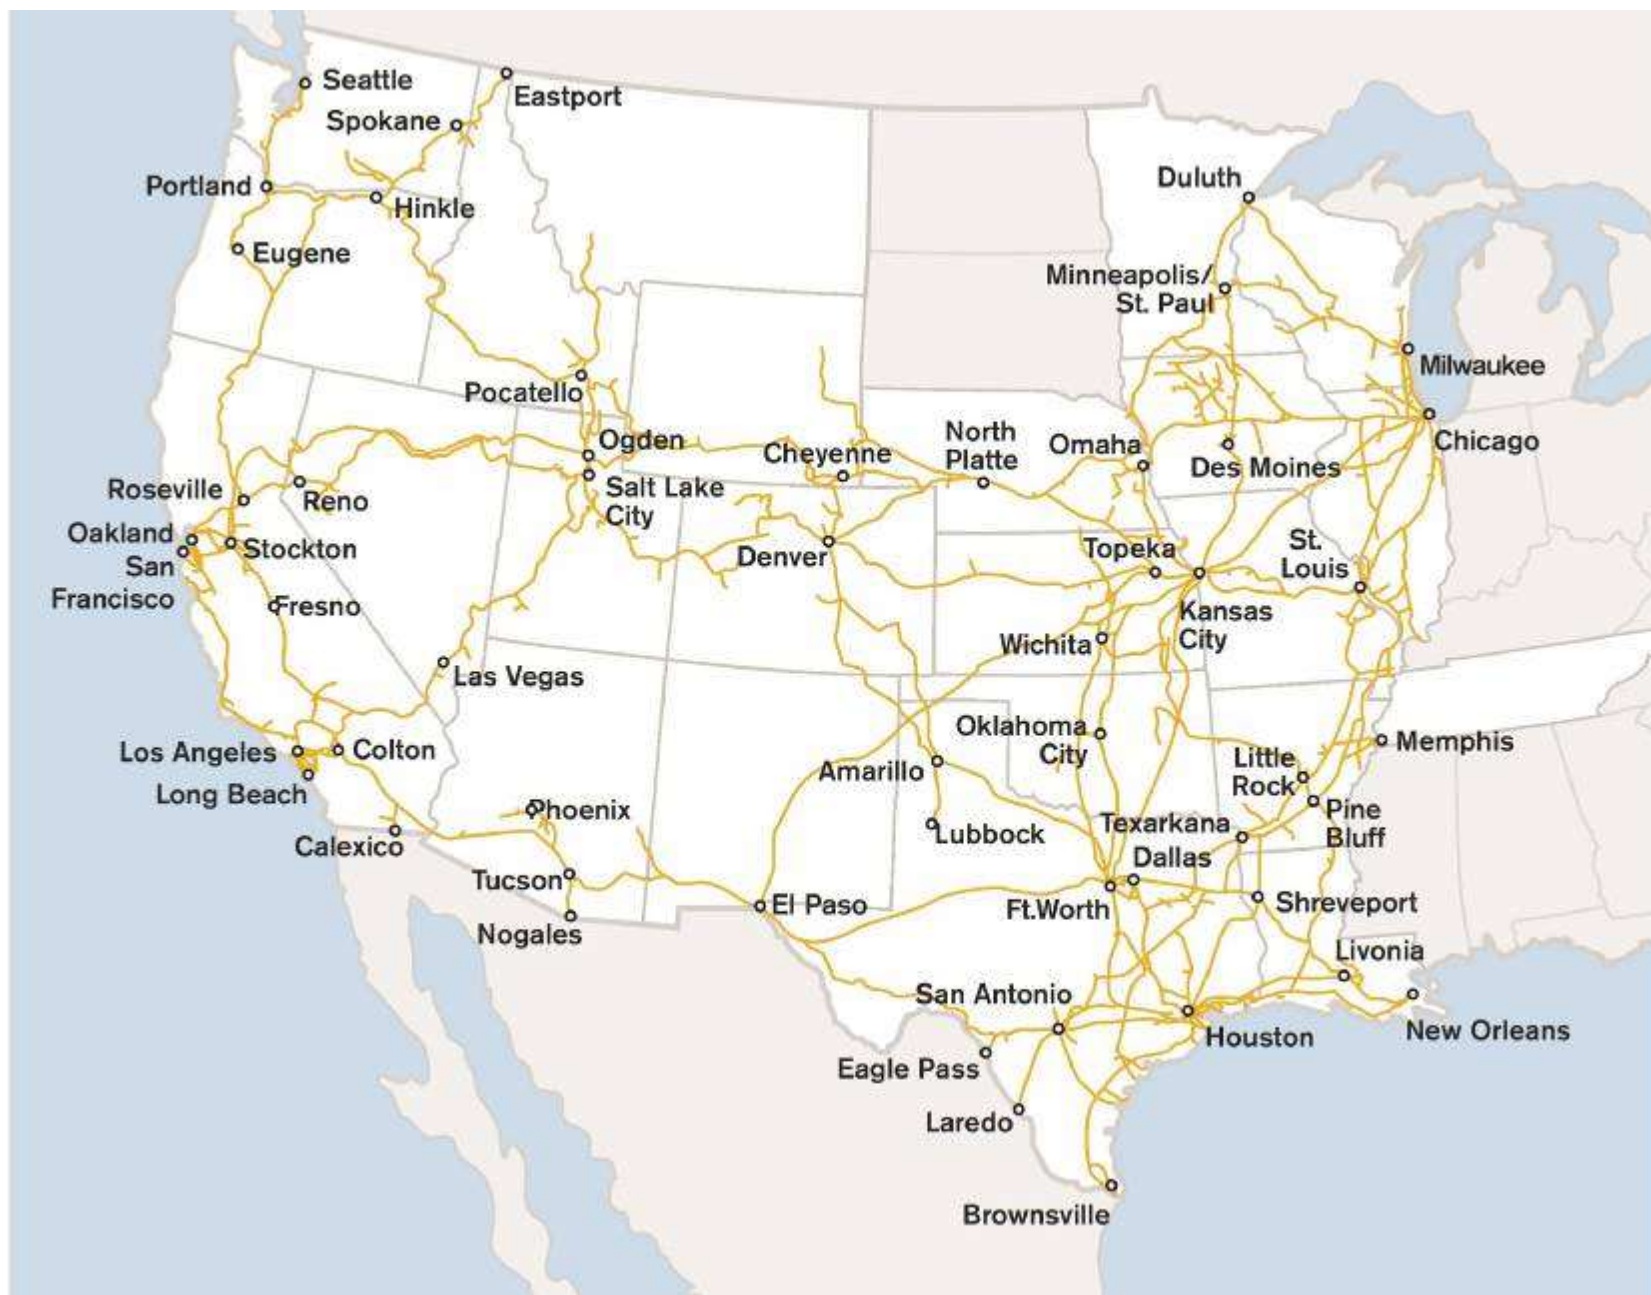 Seattle
Eastport
Spokane
Portland
Hinkle
Eugene
Duluth
Minneapolis/
St. Paul
Milwaukee
Pocatello
Ogden
Cheyenne
North
Platte
Omaha
Des Moines
Chicago
Roseville
Reno
Salt Lake
City
Oakland
San
Francisco
Stockton
Denver
Topeka
St.
Louis
Fresno
Kansas
City
Wichita
Las Vegas
Los Angeles
Colton
Oklahoma
City
Memphis
Long Beach
Amarillo
Little
Rock
Phoenix
Calexico
Lubbock
Texarkana
Pine
Bluff
Dallas
Tucson
El Paso
Ft.Worth
Shreveport
Nogales
Livonia
San Antonio
Houston
New Orleans
Eagle Pass
Laredo
Brownsville